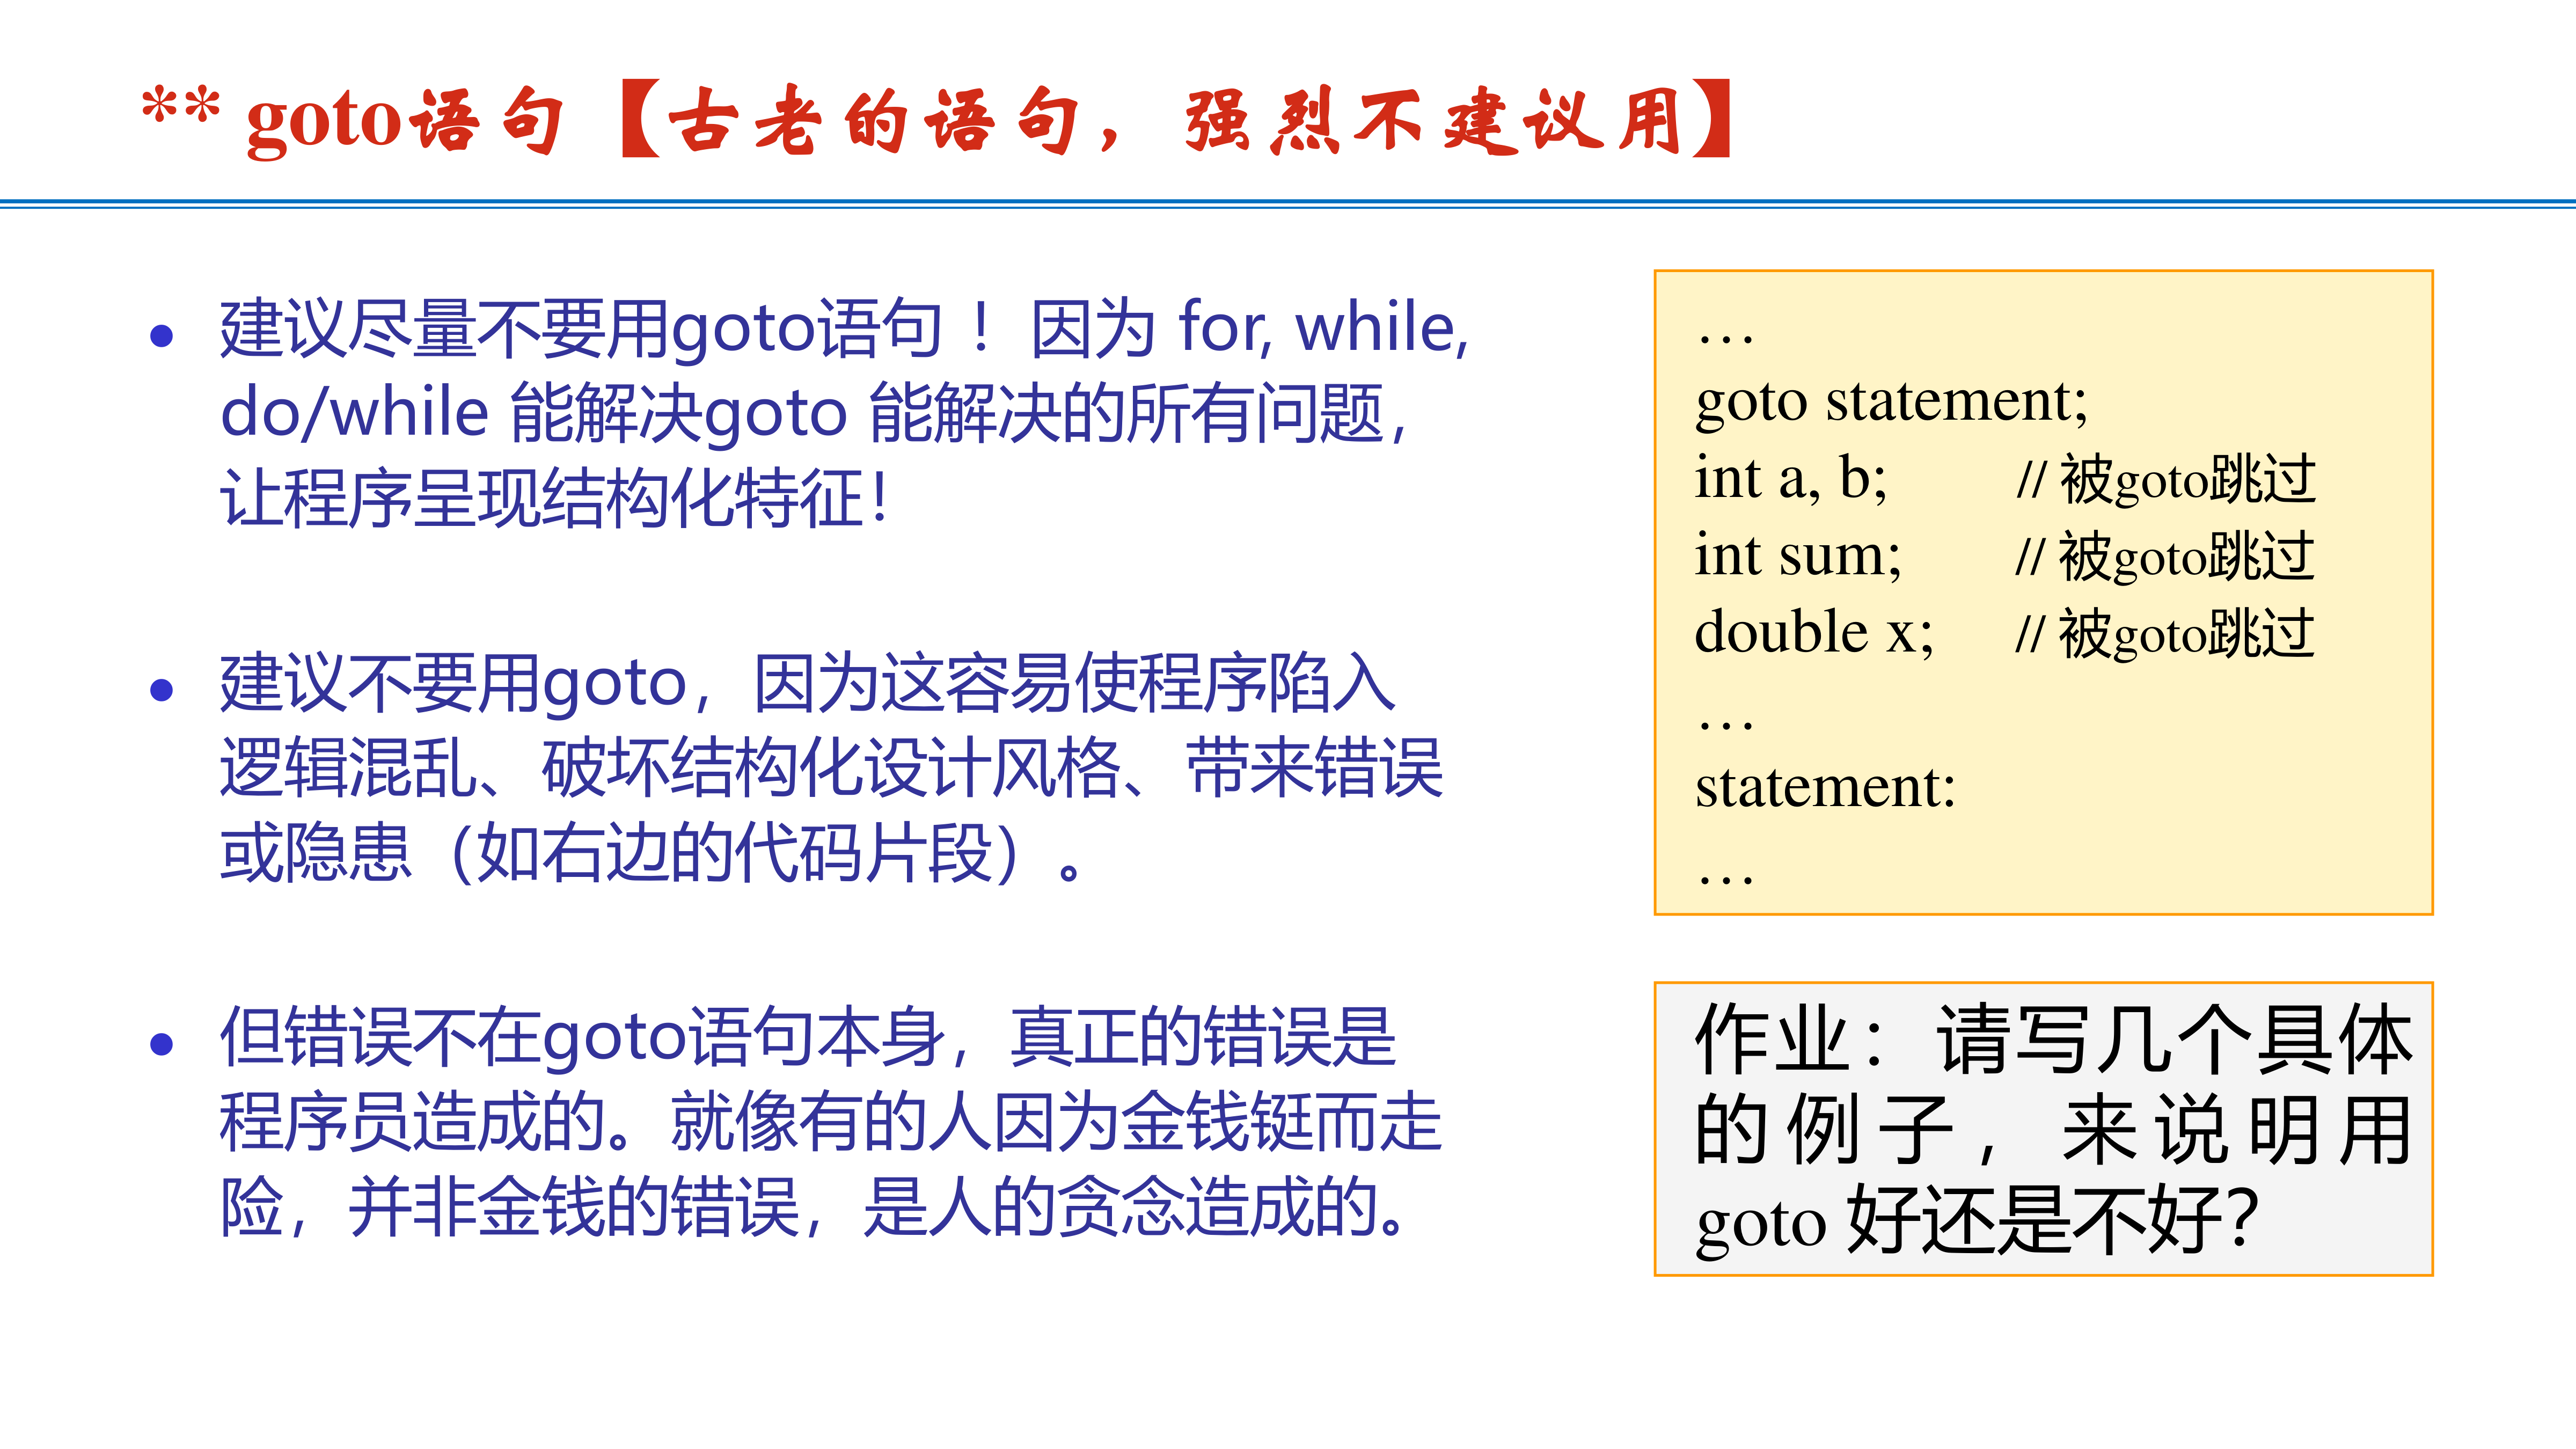 ** goto语句【古老的语句，强烈不建议用】
• 建议尽量不要用goto语句 ！因为 for, while,
do/while 能解决goto 能解决的所有问题，
让程序呈现结构化特征！
• 建议不要用goto，因为这容易使程序陷入
逻辑混乱、破坏结构化设计风格、带来错误
或隐患（如右边的代码片段）。
• 但错误不在goto语句本身，真正的错误是
程序员造成的。就像有的人因为金钱铤而走
险，并非金钱的错误，是人的贪念造成的。
…
goto statement;
int a, b; // 被goto跳过
int sum; // 被goto跳过
double x; // 被goto跳过
…
statement:
…
作业：请写几个具体
的例子，来说明用
goto 好还是不好？